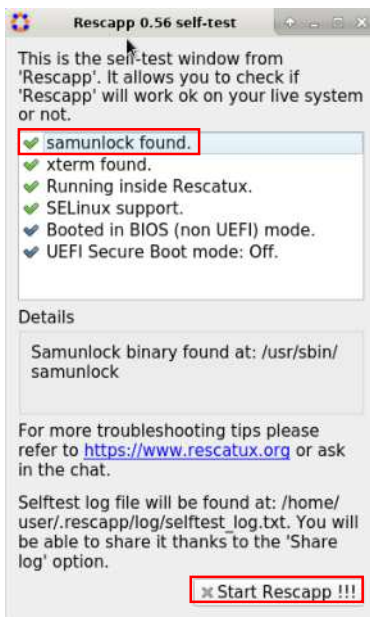 Rescapp 0.56 self-test
This is the self-test window from
'Rescapp'. It allows you to check if
'Rescapp' will work ok on your live system
or not.
samunlock found.
xterm found.
Running inside Rescatux.
SELinux support.
Booted in BIOS (non UEFI) mode.
UEFI Secure Boot mode: Off.
Details
Samunlock binary found at: /usr/sbin/
samunlock
For more troubleshooting tips please
refer to https://www.rescatux.org or ask
in the chat.
Selftest log file will be found at: /home/
user/.rescapp/log/selftest_log.txt. You will
be able to share it thanks to the 'Share
log' option.
Start Rescapp !!!